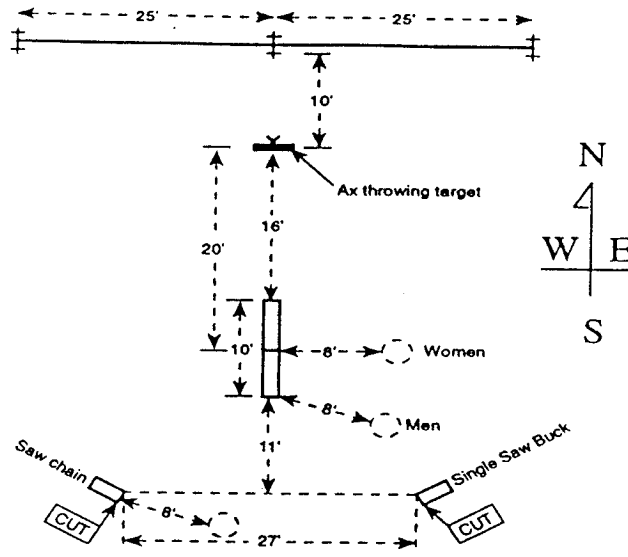 25' 25'
10'
Ax throwing target
N
16'
20'
W E
S
10' 8' Women
8' Men
11'
Saw chain Single Saw Buck
CUT 8' CUT
27'